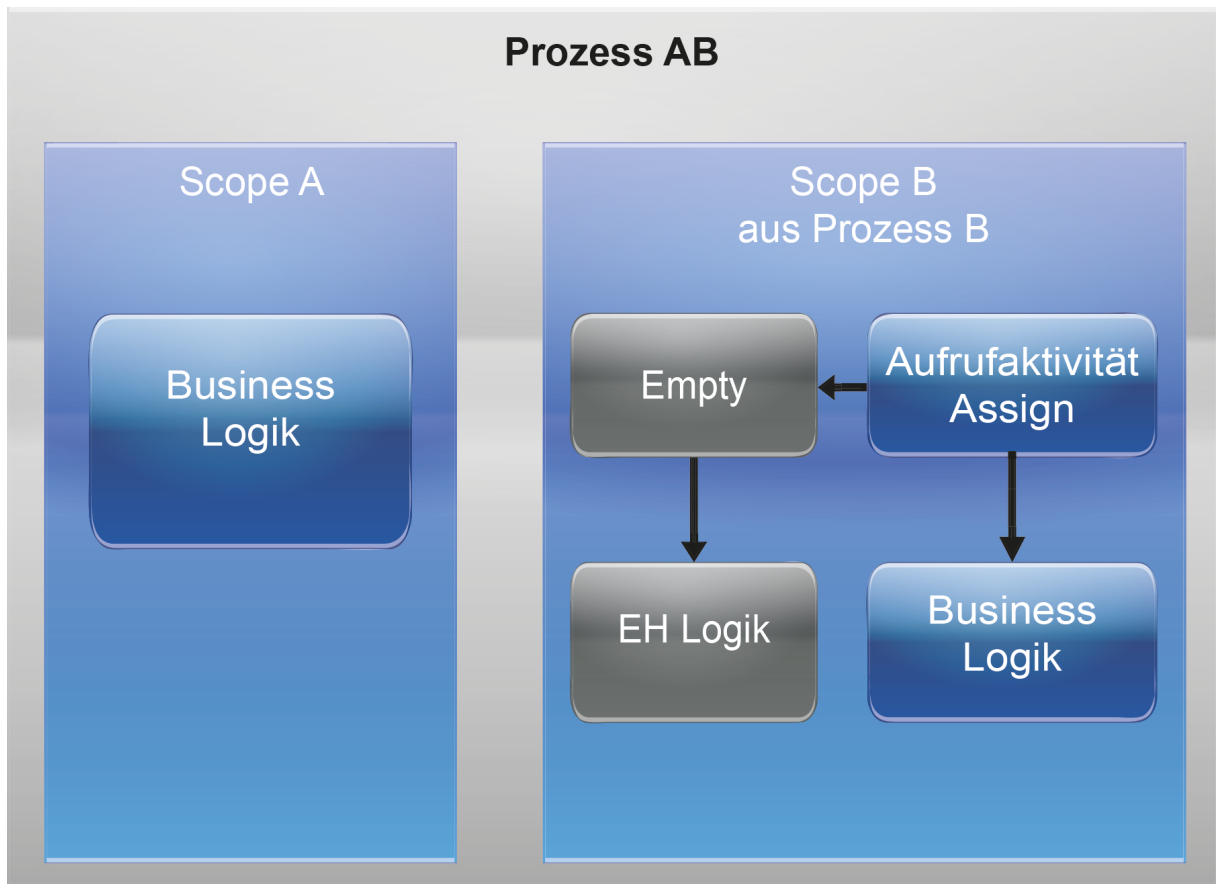 Prozess AB
Scope A
Business
Logik
Scope B
aus Prozess B
Empty
Aufrufaktivität
Assign
EH Logik
Business
Logik